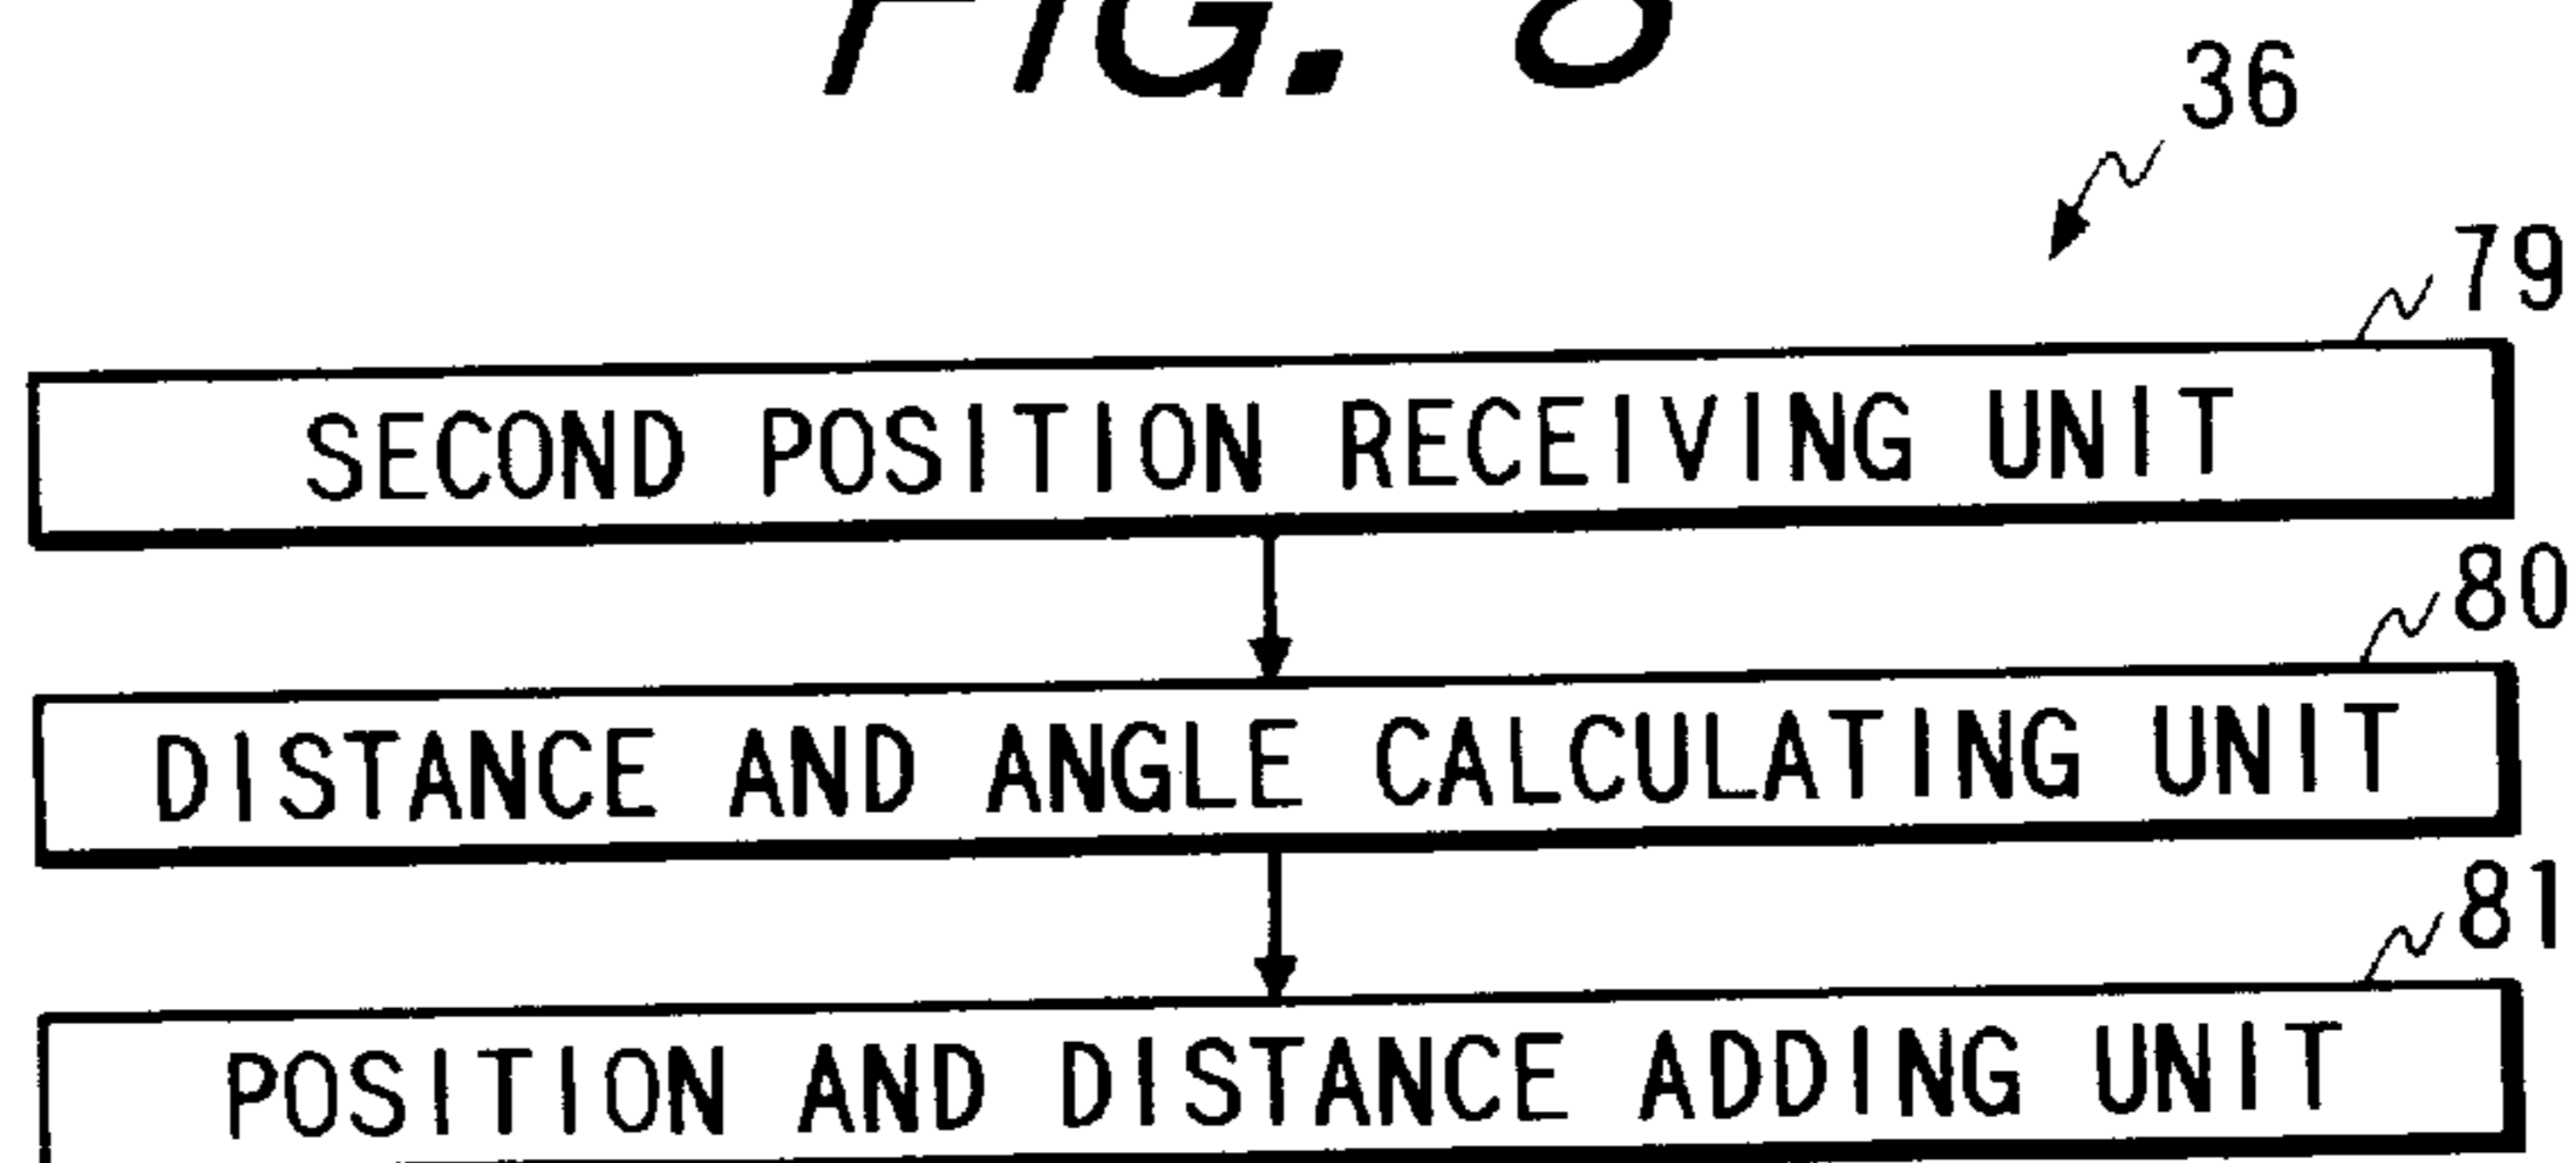 FIG. 8
36
79
SECOND POSITION RECEIVING UNIT
80
DISTANCE AND ANGLE CALCULATING UNIT
81
POSITION AND DISTANCE ADDING UNIT